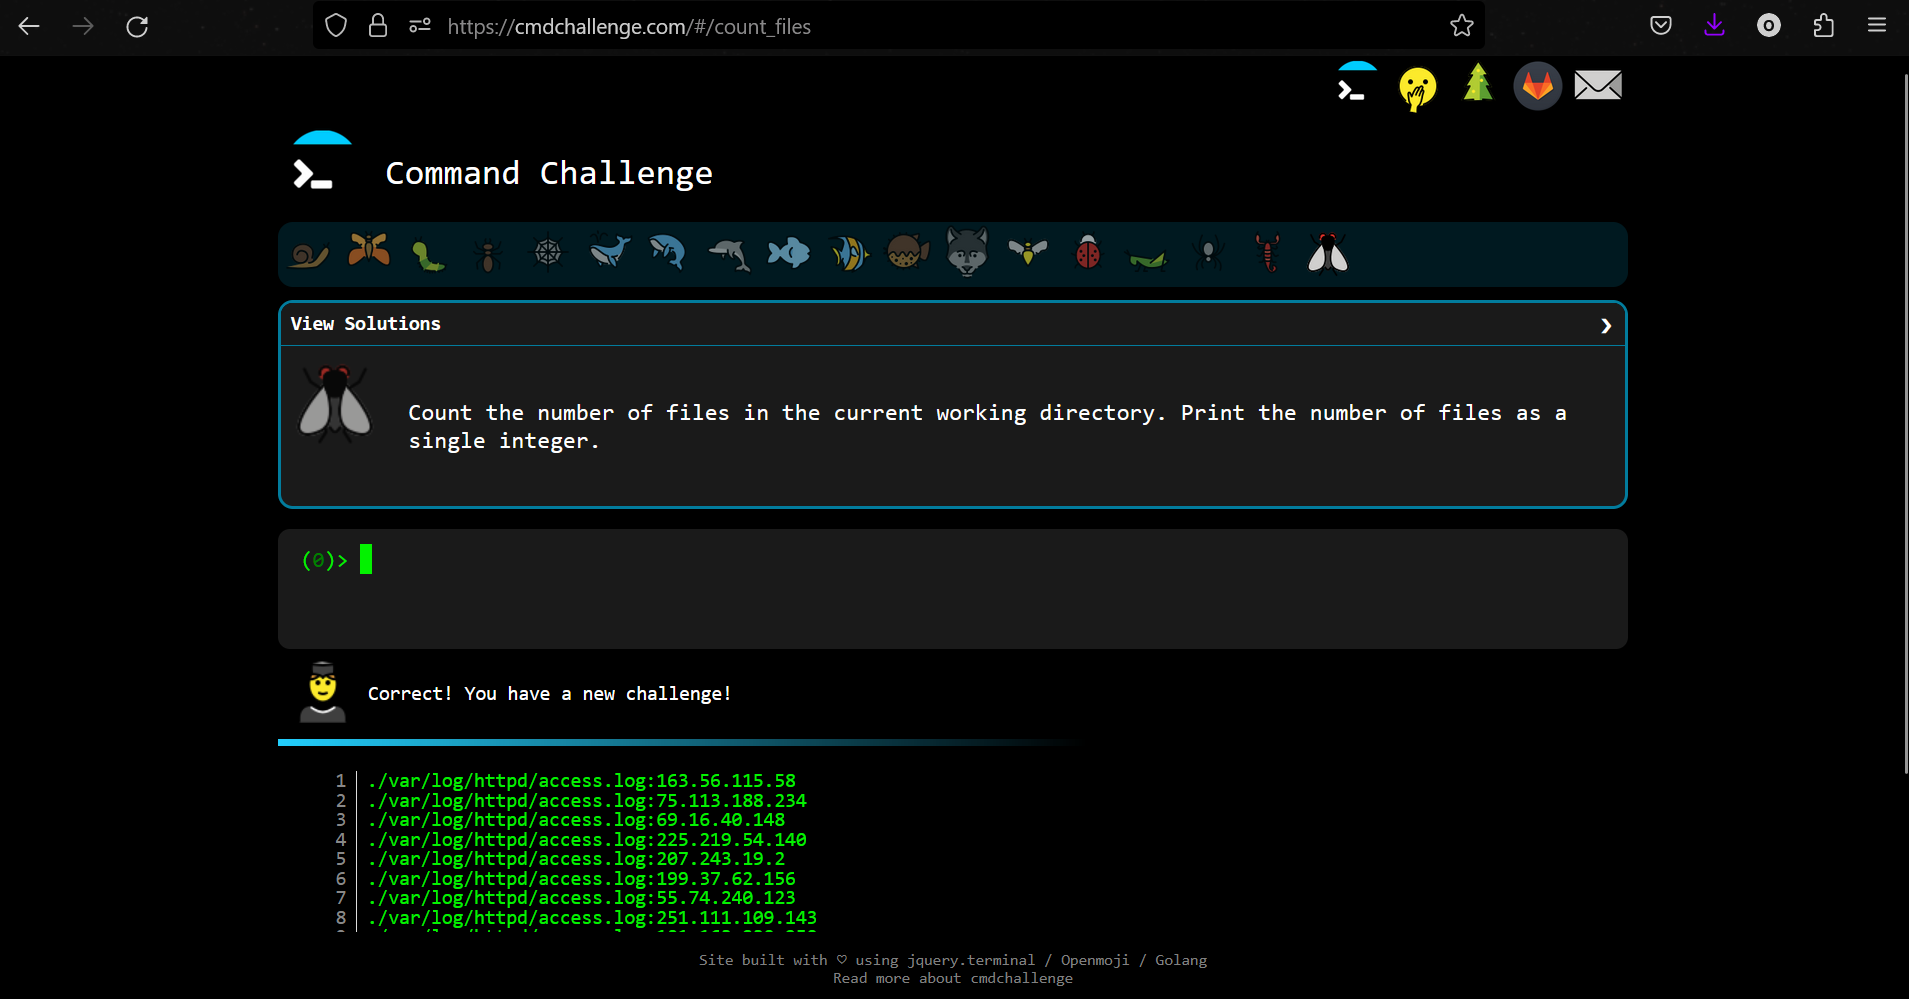 https://cmdchallenge.com/#/count_files
Command Challenge
View Solutions
Count the number of files in the current working directory. Print the number of files as a
single integer.
(0)>
Correct! You have a new challenge!
1 ./var/log/httpd/access.log:163.56.115.58
2 ./var/log/httpd/access.log:75.113.188.234
3 ./var/log/httpd/access.log:69.16.40.148
4 ./var/log/httpd/access.log:225.219.54.140
5 ./var/log/httpd/access.log:207.243.19.2
6 ./var/log/httpd/access.log:199.37.62.156
7 ./var/log/httpd/access.log:55.74.240.123
8 ./var/log/httpd/access.log:251.111.109.143
Site built with ♡ using jquery.terminal / Openmoji / Golang
Read more about cmdchallenge